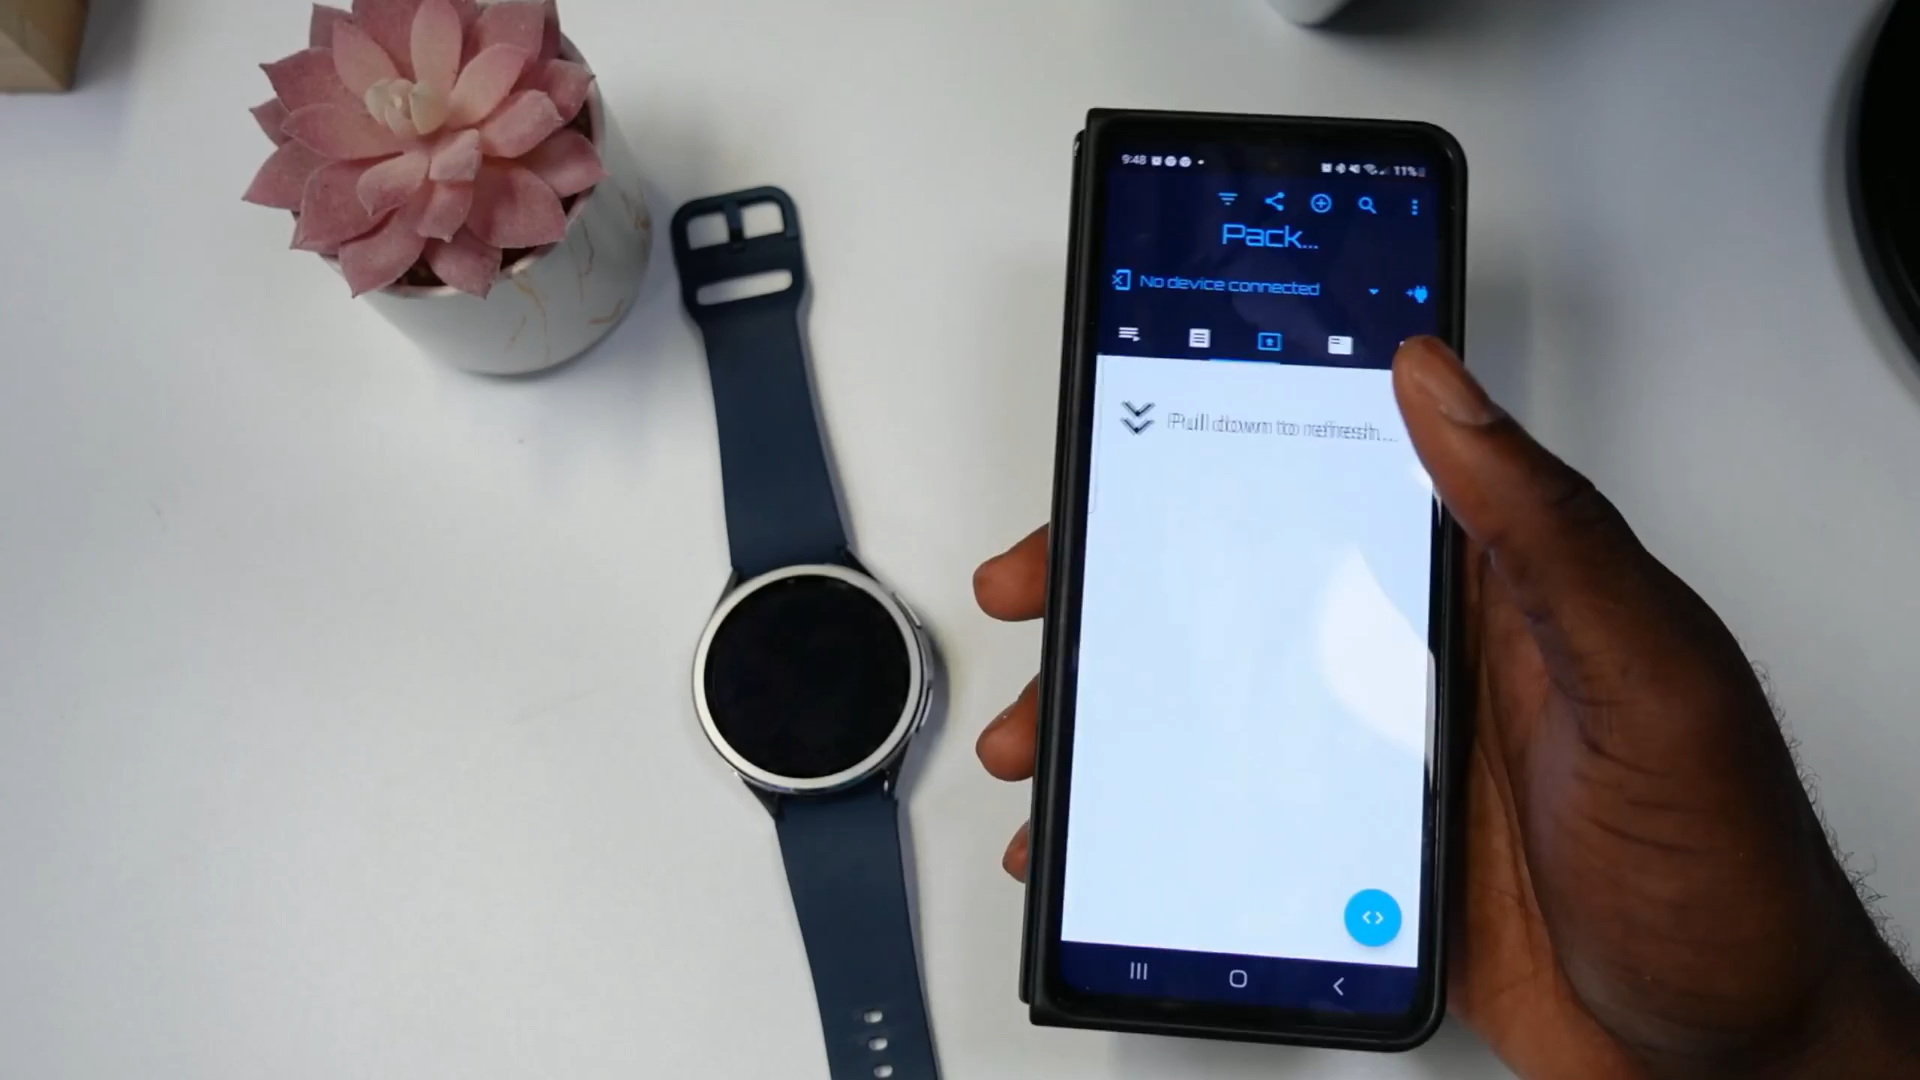 9:48 11%
Pack...
No device connected
Pull down to refresh...